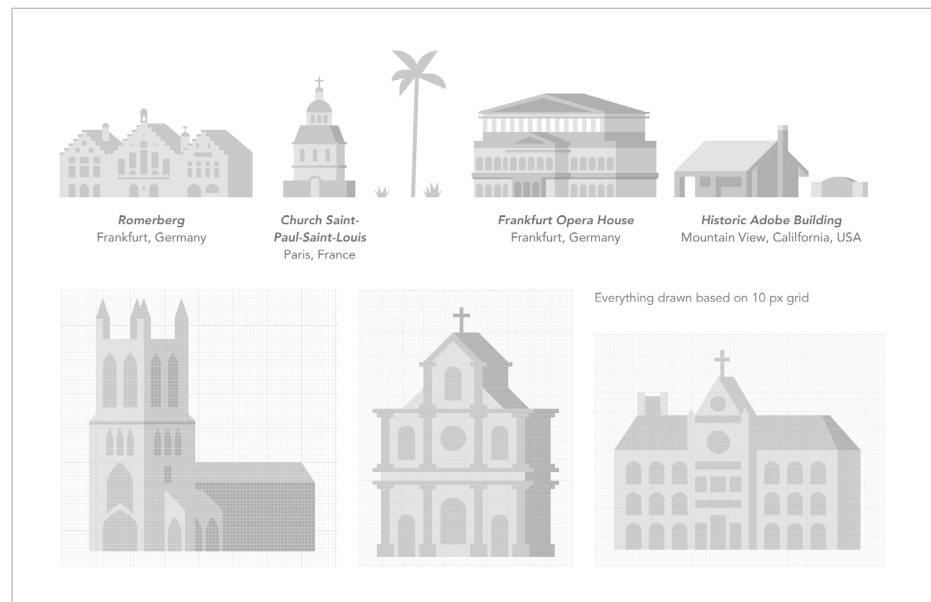 Romerberg
Frankfurt, Germany
Church Saint-
Paul-Saint-Louis
Paris, France
Frankfurt Opera House
Frankfurt, Germany
Historic Adobe Building
Mountain View, Calilfornia, USA
Everything drawn based on 10 px grid